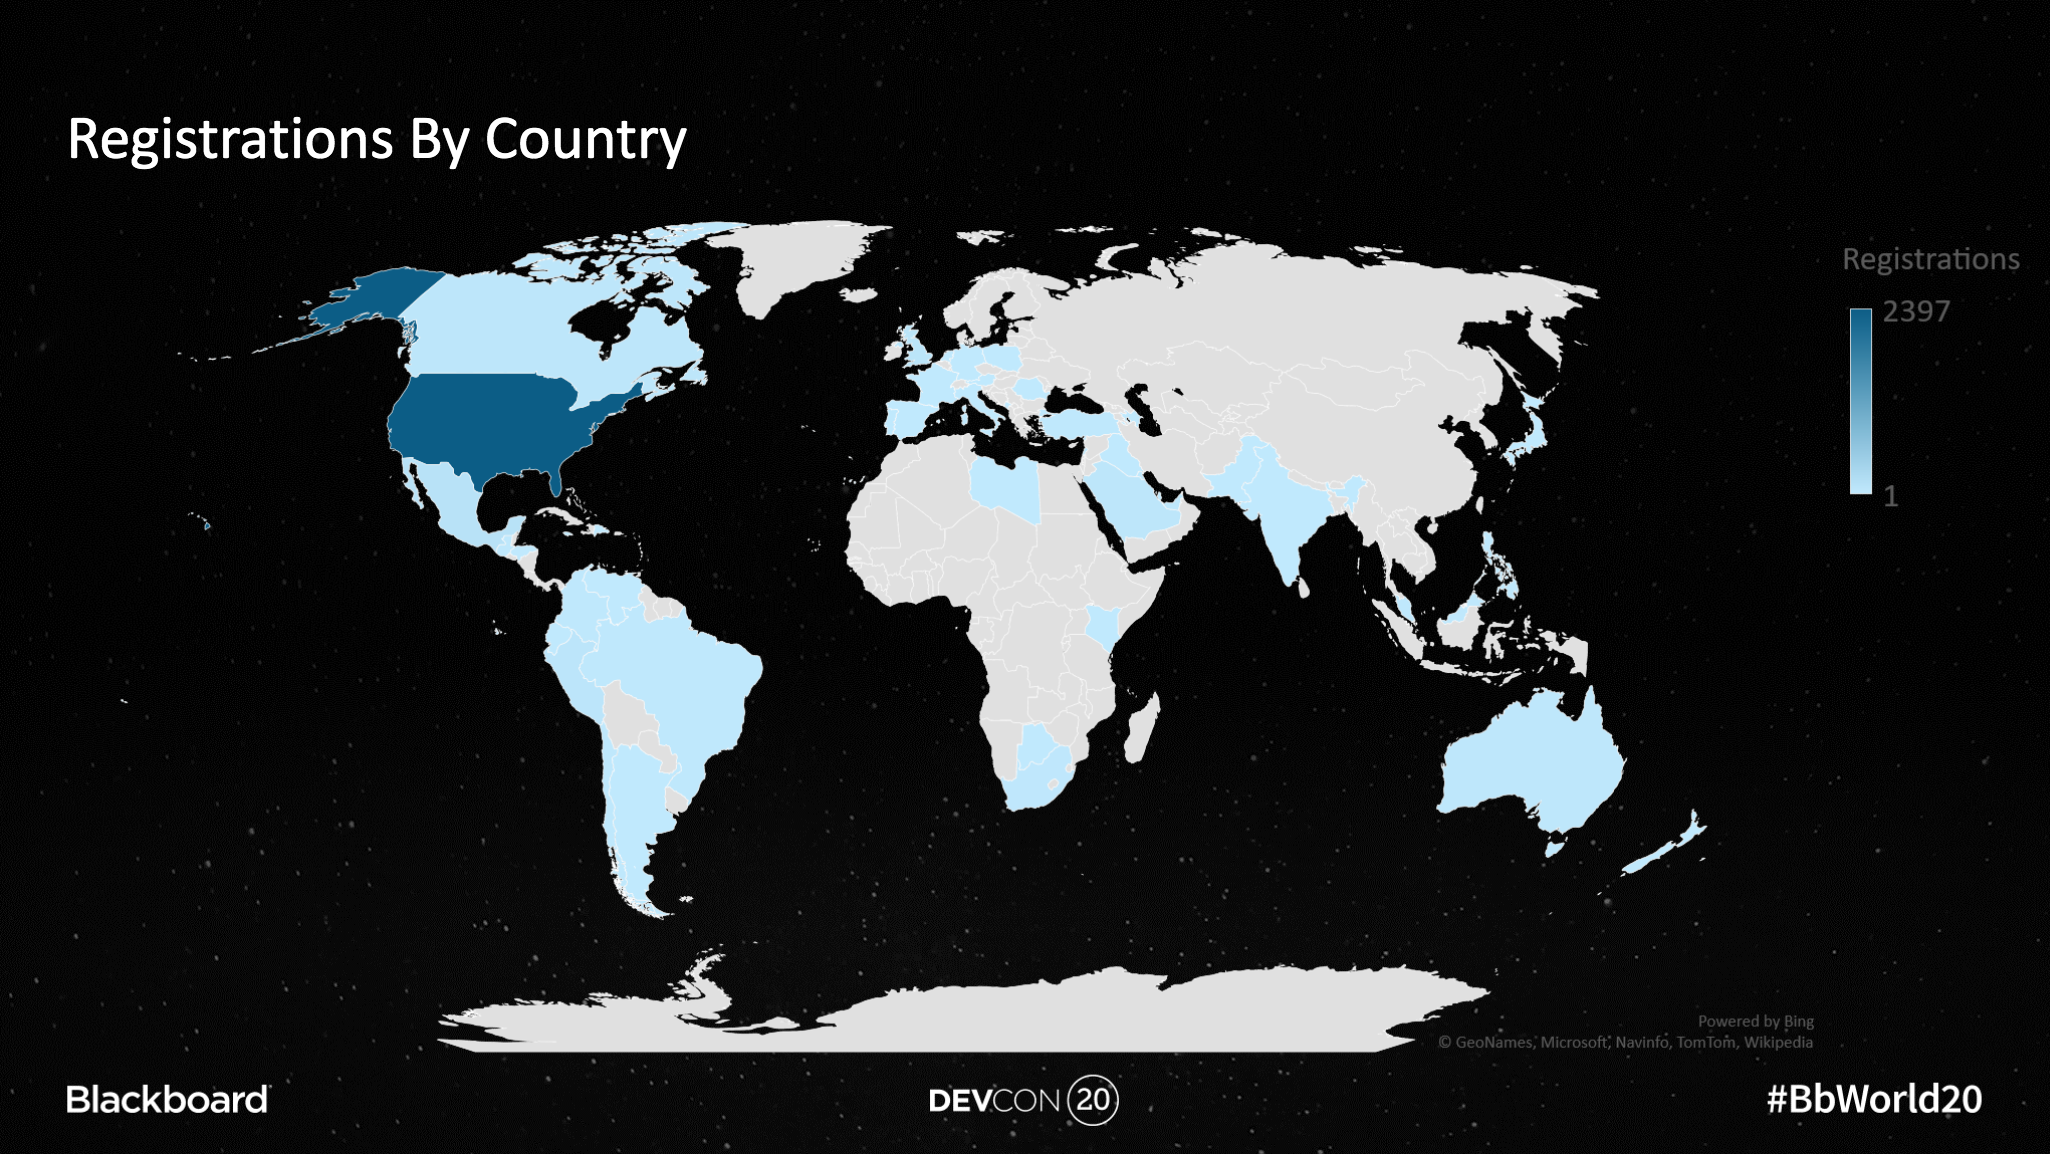 Registrations By Country
Registrations
2397
1
Powered by Bing
© GeoNames, Microsoft, Navinfo, TomTom, Wikipedia
Blackboard
DEVCON 20
#BbWorld20